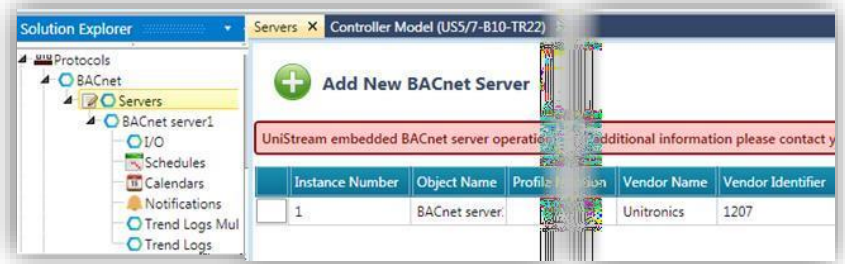 Solution Explorer
Servers X Controller Model (US5/7-B10-TR22)
Protocols
BACnet
Servers
BACnet server1
I/O
Schedules
Calendars
Notifications
Trend Logs Mul
Trend Logs
Add New BACnet Server
UniStream embedded BACnet server additional information please contact y
Instance Number Object Name Vendor Name Vendor Identifier
1 BACnet server. Unitronics 1207